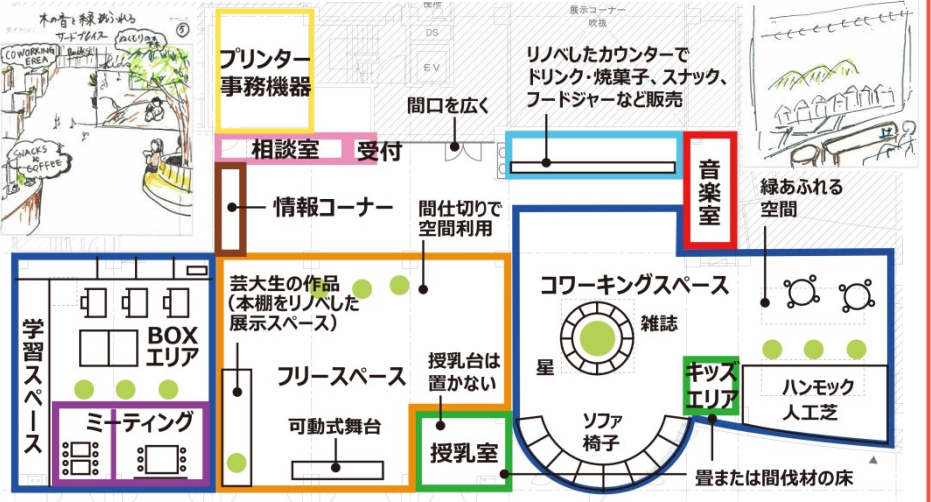 木の香と緑あふれる
サードプレイス
⑤
COWORKING
EREA
SNACKS
&
COFFEE
便所
DS
EV
展示コーナー
吹抜
プリンター
事務機器
リノベしたカウンターで
ドリンク・焼菓子、スナック、
フードジャーなど販売
間口を広く
相談室
受付
音楽室
情報コーナー
間仕切りで
空間利用
緑あふれる
空間
芸大生の作品
(本棚をリノベした
展示スペース)
コワーキングスペース
雑誌
星
学習スペース
BOX
エリア
フリースペース
授乳台は
置かない
キッズ
エリア
ハンモック
人工芝
ミーティング
可動式舞台
授乳室
ソファ
椅子
畳または間伐材の床